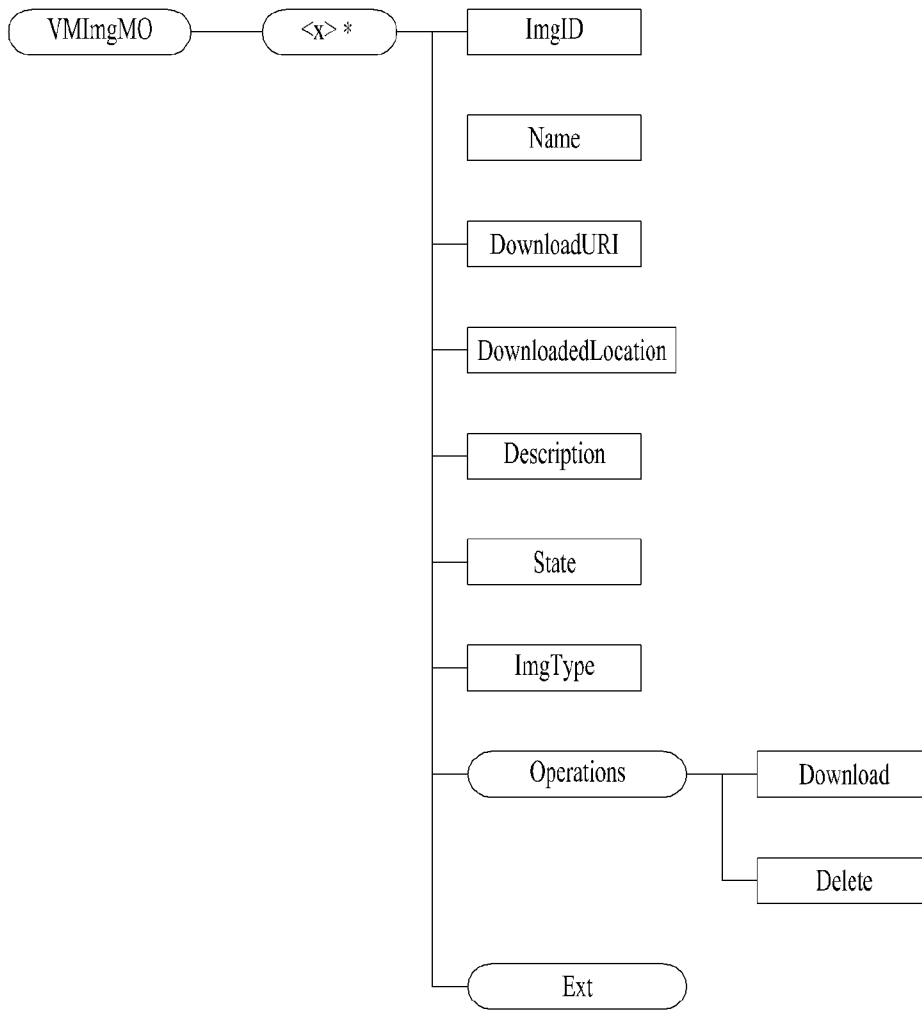 VMImgMO
<x> *
ImgID
Name
DownloadURI
DownloadedLocation
Description
State
ImgType
Operations
Download
Delete
Ext